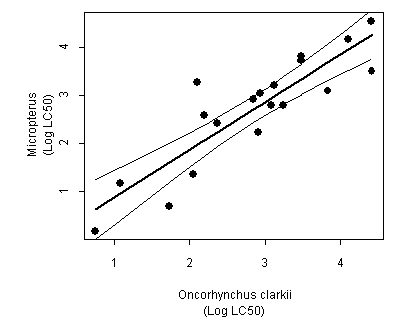 Micropterus
(Log LC50)
4
3
2
1
1 2 3 4
Oncorhynchus clarkii
(Log LC50)